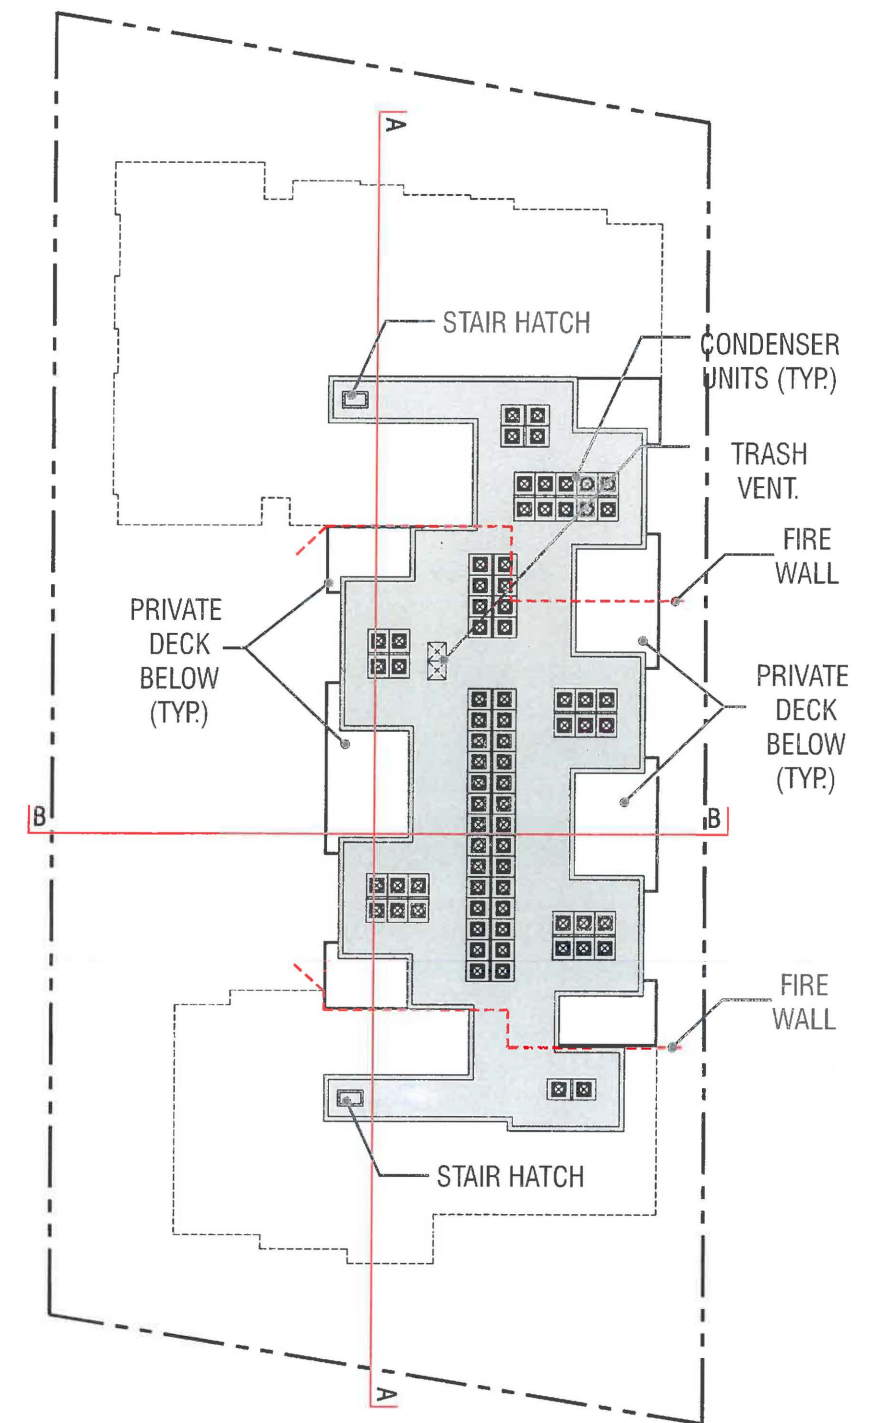 A
STAIR HATCH
CONDENSER
UNITS (TYP.)
TRASH
VENT.
FIRE
WALL
PRIVATE
DECK
BELOW
(TYP.)
PRIVATE
DECK
BELOW
(TYP.)
B
B
FIRE
WALL
STAIR HATCH
A